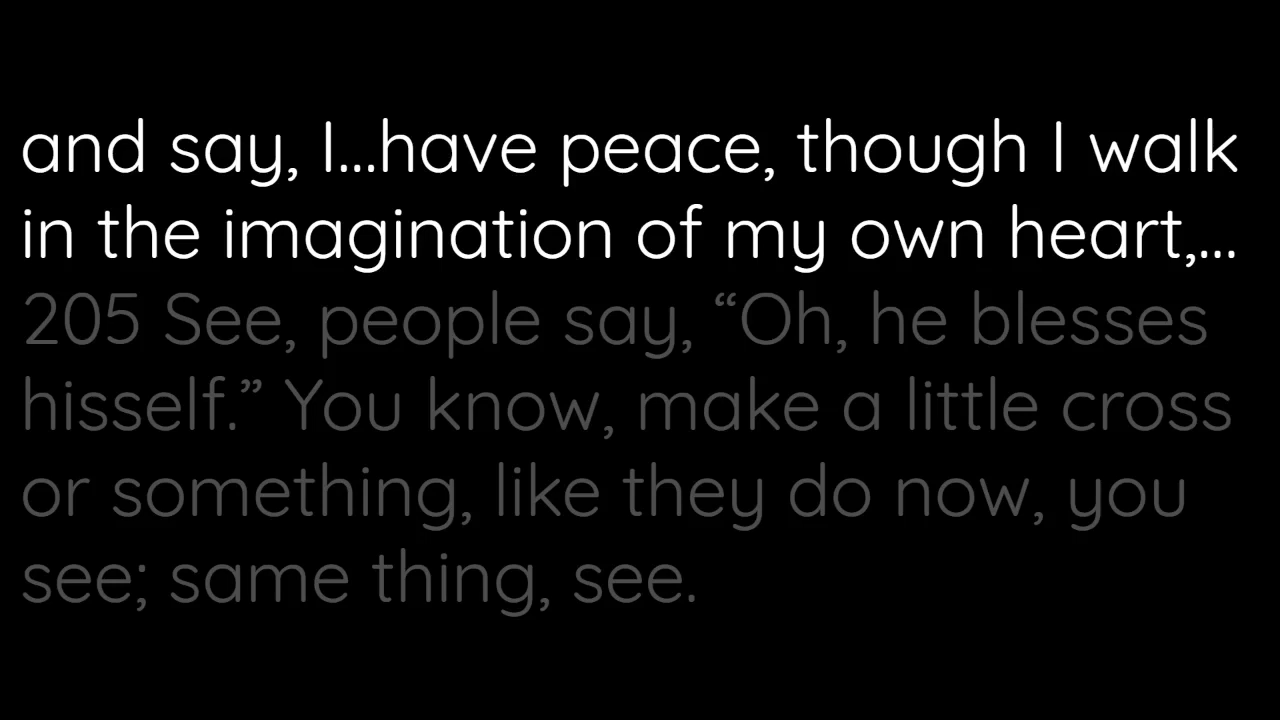 and say, I...have peace, though I walk
in the imagination of my own heart,...
205 See, people say, “Oh, he blesses
hisself.” You know, make a little cross
or something, like they do now, you
see; same thing, see.